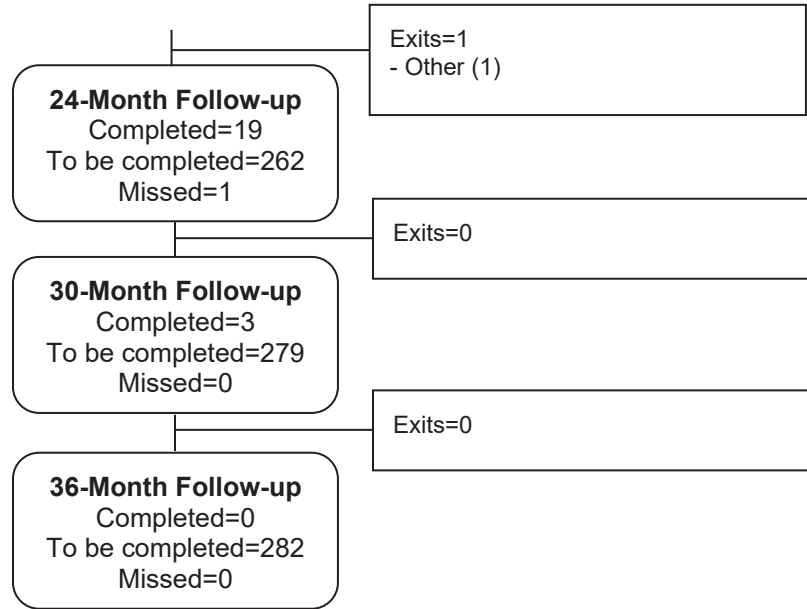 Exits=1
- Other (1)
24-Month Follow-up
Completed=19
To be completed=262
Missed=1
Exits=0
30-Month Follow-up
Completed=3
To be completed=279
Missed=0
Exits=0
36-Month Follow-up
Completed=0
To be completed=282
Missed=0